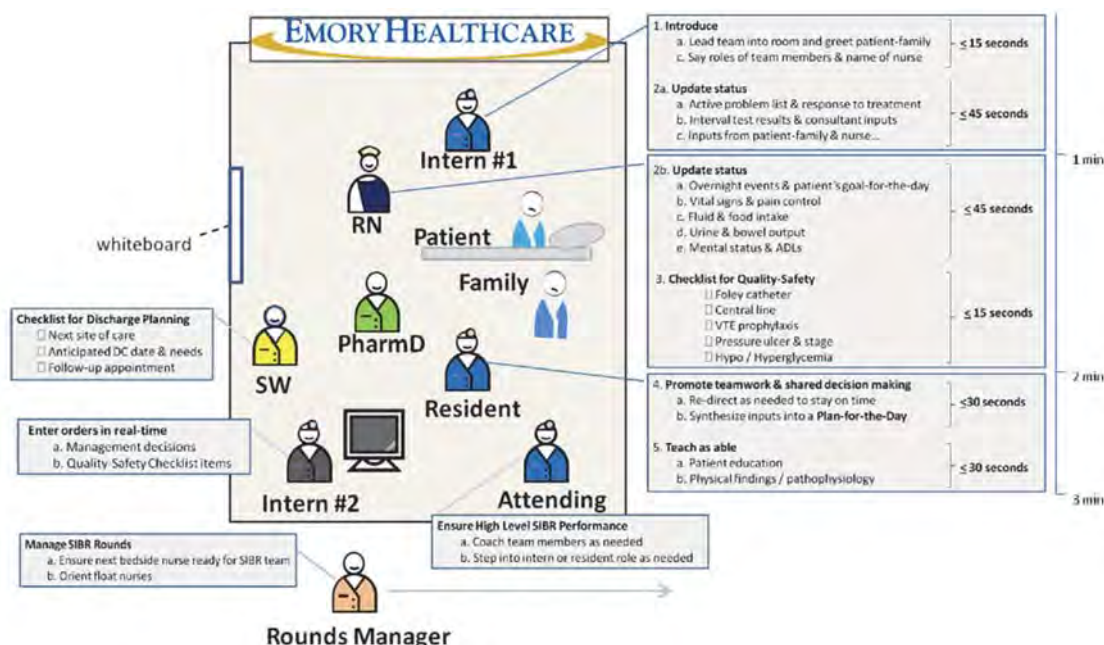 EMORY HEALTHCARE
1. Introduce
a. Lead team into room and greet patient-family
c. Say roles of team members & name of nurse
≤ 15 seconds
2a. Update status
a. Active problem list & response to treatment
b. Interval test results & consultant inputs
c. Inputs from patient-family & nurse...
≤ 45 seconds
1 min
Intern #1
RN
2b. Update status
a. Overnight events & patient's goal-for-the-day
b. Vital signs & pain control
c. Fluid & food intake
d. Urine & bowel output
e. Mental status & ADLs
≤ 45 seconds
whiteboard
Patient
Family
3. Checklist for Quality-Safety
Foley catheter
Central line
VTE prophylaxis
Pressure ulcer & stage
Hypo / Hyperglycemia
≤ 15 seconds
2 min
Checklist for Discharge Planning
Next site of care
Anticipated DC date & needs
Follow-up appointment
SW
PharmD
Resident
4. Promote teamwork & shared decision making
a. Re-direct as needed to stay on time
b. Synthesize inputs into a Plan-for-the-Day
≤30 seconds
5. Teach as able
a. Patient education
b. Physical findings / pathophysiology
≤ 30 seconds
3 min
Enter orders in real-time
a. Management decisions
b. Quality-Safety Checklist items
Intern #2
Attending
Ensure High Level SIBR Performance
a. Coach team members as needed
b. Step into intern or resident role as needed
Manage SIBR Rounds
a. Ensure next bedside nurse ready for SIBR team
b. Orient float nurses
Rounds Manager